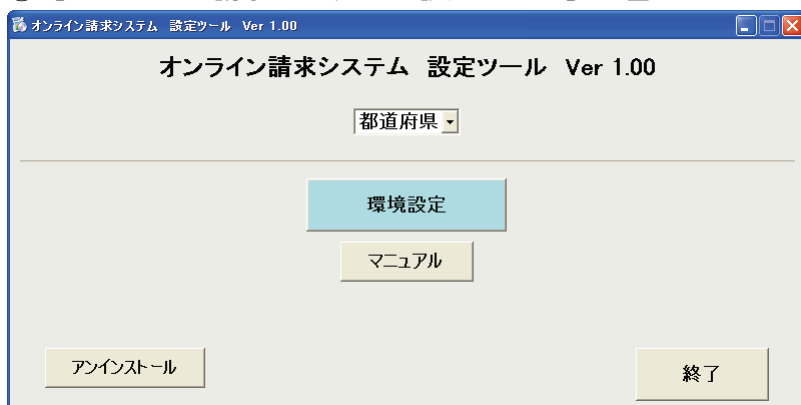 オンライン請求システム 設定ツール Ver 1.00
オンライン請求システム 設定ツール Ver 1.00
都道府県
環境設定
マニュアル
アンインストール
終了